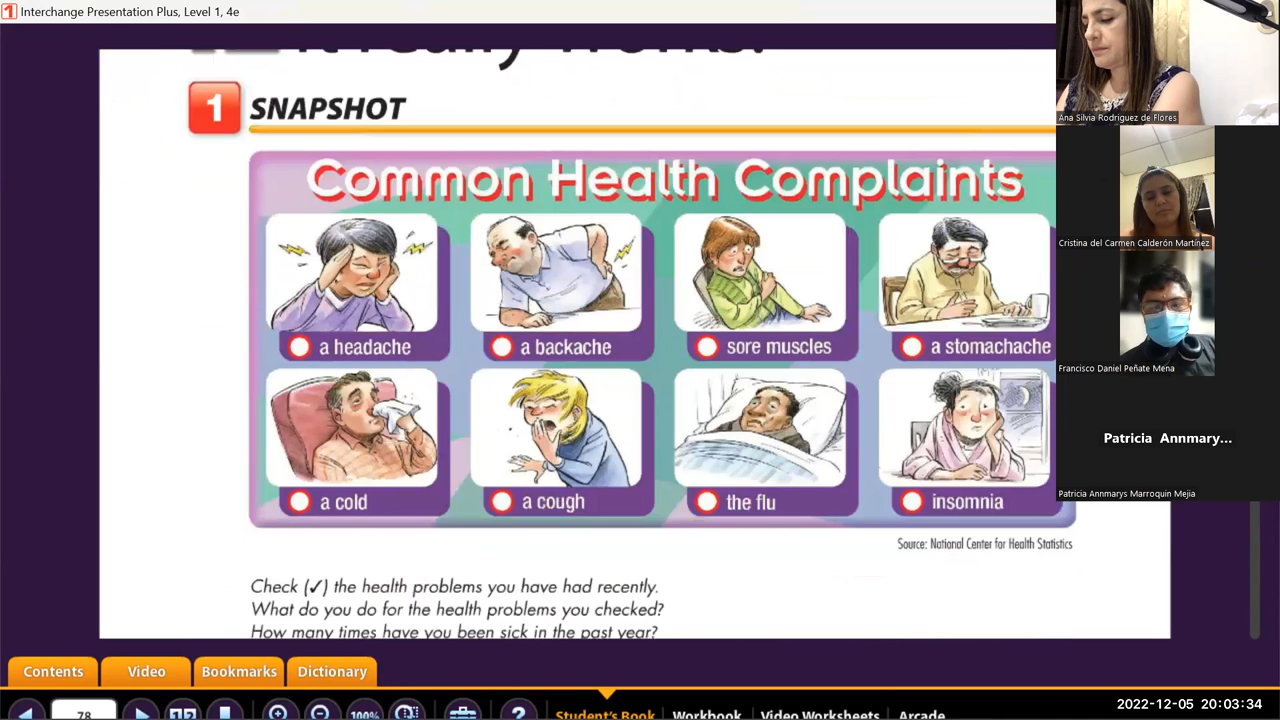 Interchange Presentation Plus, Level 1, 4e
It really works!
1 SNAPSHOT
Common Health Complaints
a headache
a backache
sore muscles
a stomachache
a cold
a cough
the flu
insomnia
Source: National Center for Health Statistics
Check (✓) the health problems you have had recently.
What do you do for the health problems you checked?
How many times have you been sick in the past year?
Ana Silvia Rodriguez de Flores
Cristina del Carmen Calderón Martínez
Francisco Daniel Peñate Mena
Patricia Annmary...
Patricia Annmarys Marroquin Mejia
Contents Video Bookmarks Dictionary
78 100% ?
Student's Book Workbook Video Worksheets Arcade
2022-12-05 20:03:34